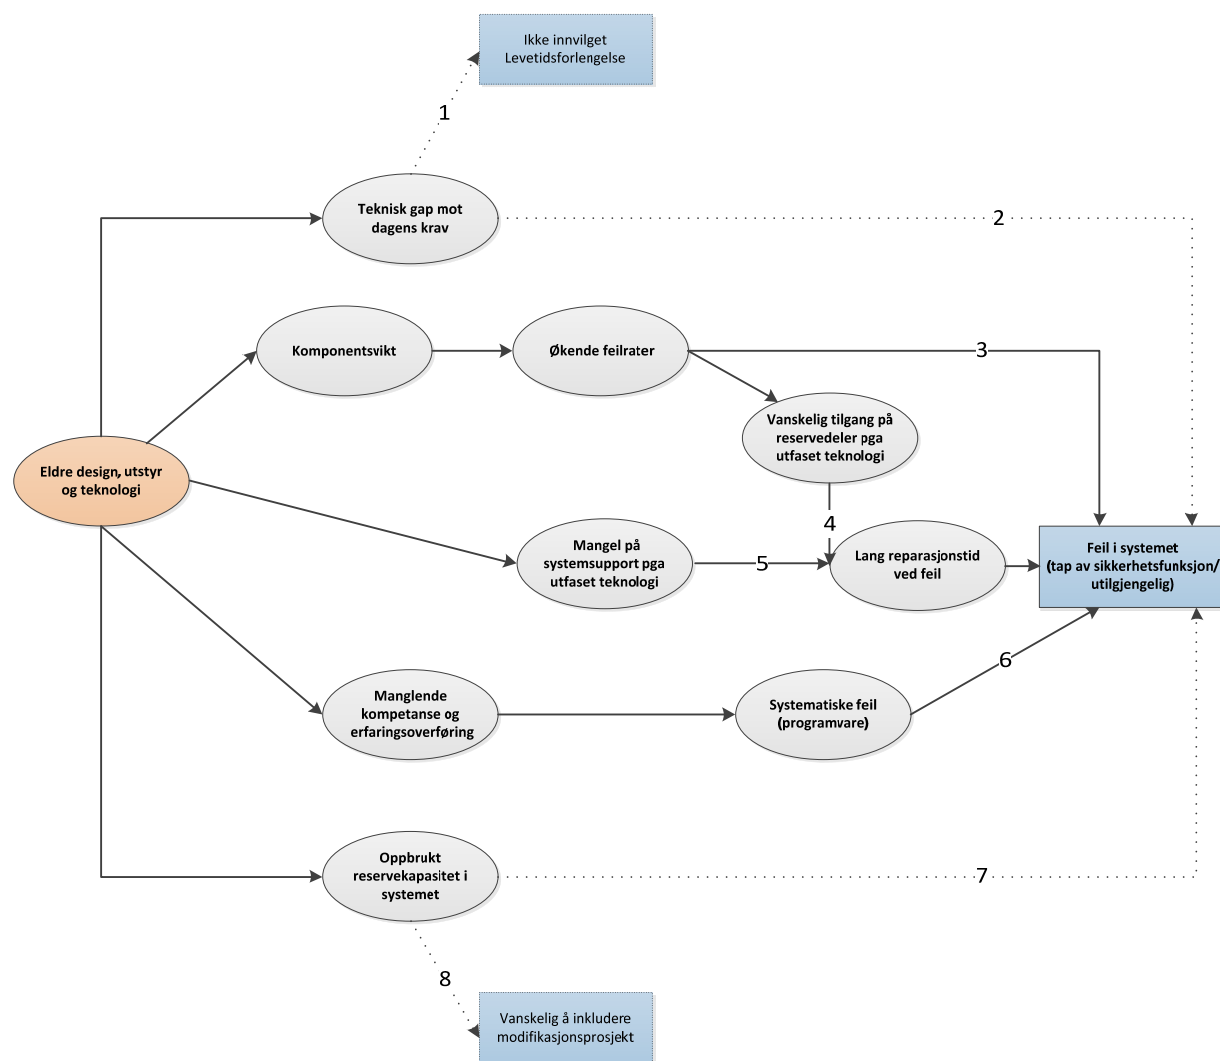 Ikke innvilget
Levetidsforlengelse
1
Teknisk gap mot
dagens krav
2
Komponentsvikt
Økende feilrater
3
Vanskelig tilgang på
reservedeler pga
utfaset teknologi
Eldre design, utstyr
og teknologi
4
Mangel på
systemsupport pga
utfaset teknologi
5
Lang reparasjonstid
ved feil
Feil i systemet
(tap av sikkerhetsfunksjon/
utilgjengelig)
6
Manglende
kompetanse og
erfaringsoverføring
Systematiske feil
(programvare)
Oppbrukt
reservekapasitet i
systemet
7
8
Vanskelig å inkludere
modifikasjonsprosjekt